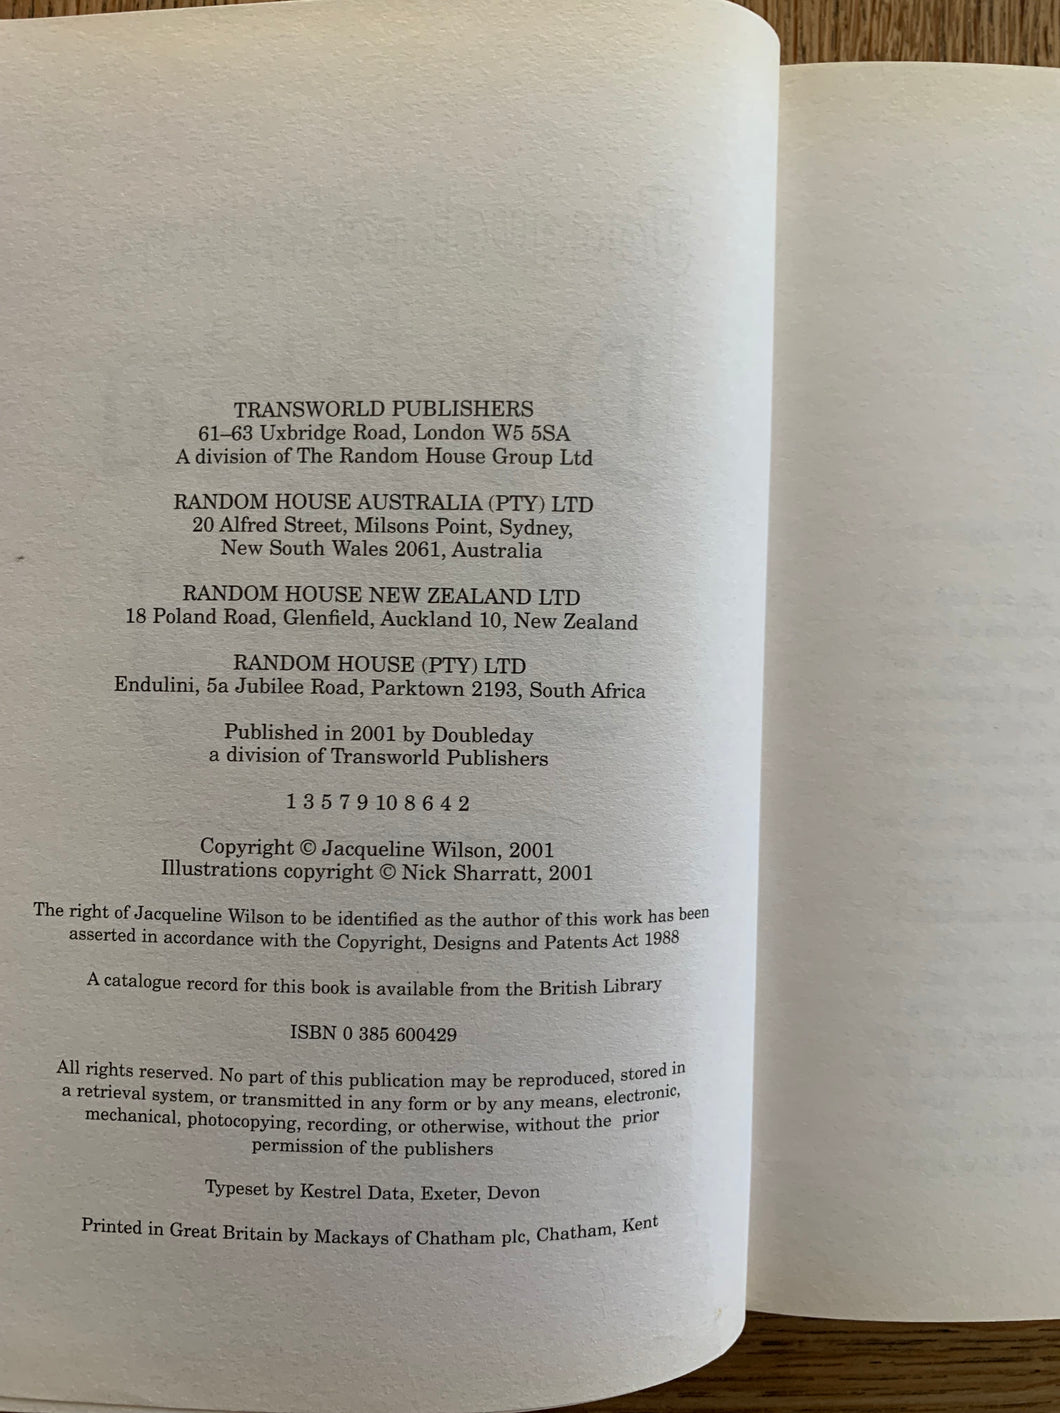 TRANSWORLD PUBLISHERS
61–63 Uxbridge Road, London W5 5SA
A division of The Random House Group Ltd
RANDOM HOUSE AUSTRALIA (PTY) LTD
20 Alfred Street, Milsons Point, Sydney,
New South Wales 2061, Australia
RANDOM HOUSE NEW ZEALAND LTD
18 Poland Road, Glenfield, Auckland 10, New Zealand
RANDOM HOUSE (PTY) LTD
Endulini, 5a Jubilee Road, Parktown 2193, South Africa
Published in 2001 by Doubleday
a division of Transworld Publishers
1 3 5 7 9 10 8 6 4 2
Copyright © Jacqueline Wilson, 2001
Illustrations copyright © Nick Sharratt, 2001
The right of Jacqueline Wilson to be identified as the author of this work has been
asserted in accordance with the Copyright, Designs and Patents Act 1988
A catalogue record for this book is available from the British Library
ISBN 0 385 600429
All rights reserved. No part of this publication may be reproduced, stored in
a retrieval system, or transmitted in any form or by any means, electronic,
mechanical, photocopying, recording, or otherwise, without the prior
permission of the publishers
Typeset by Kestrel Data, Exeter, Devon
Printed in Great Britain by Mackays of Chatham plc, Chatham, Kent